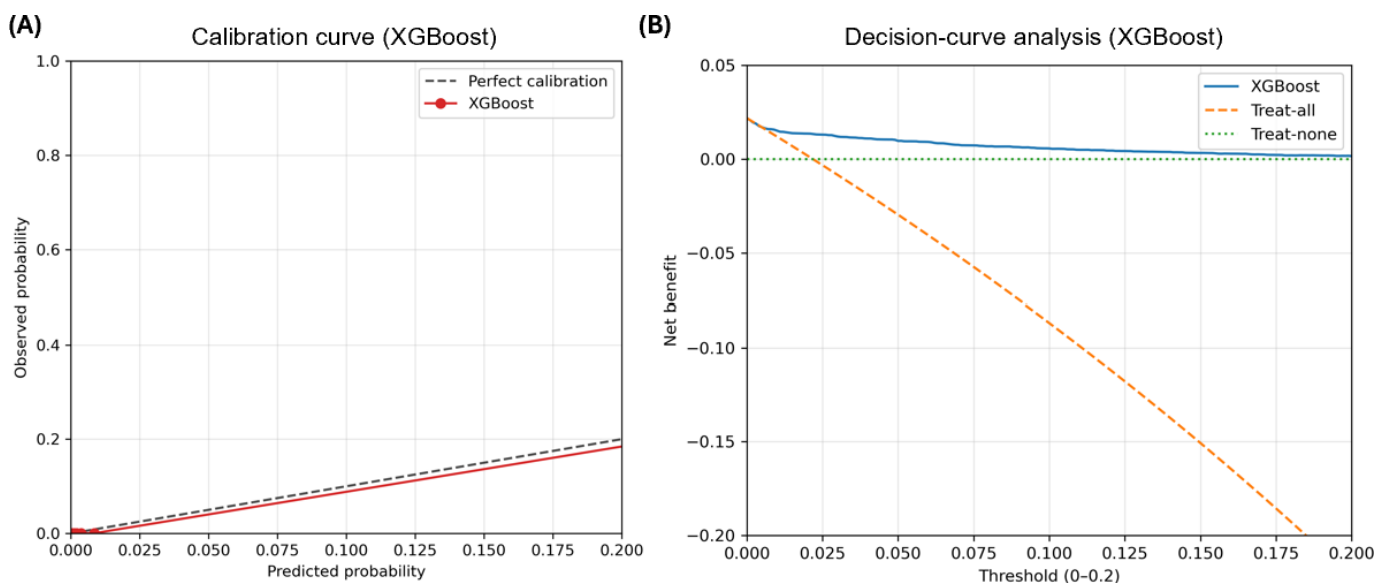 (A)
Calibration curve (XGBoost)
1.0
0.8
0.6
0.4
0.2
0.0
Observed probability
Perfect calibration
XGBoost
0.000 0.025 0.050 0.075 0.100 0.125 0.150 0.175 0.200
Predicted probability
(B)
Decision-curve analysis (XGBoost)
0.05
0.00
−0.05
−0.10
−0.15
−0.20
Net benefit
XGBoost
Treat-all
Treat-none
0.000 0.025 0.050 0.075 0.100 0.125 0.150 0.175 0.200
Threshold (0–0.2)